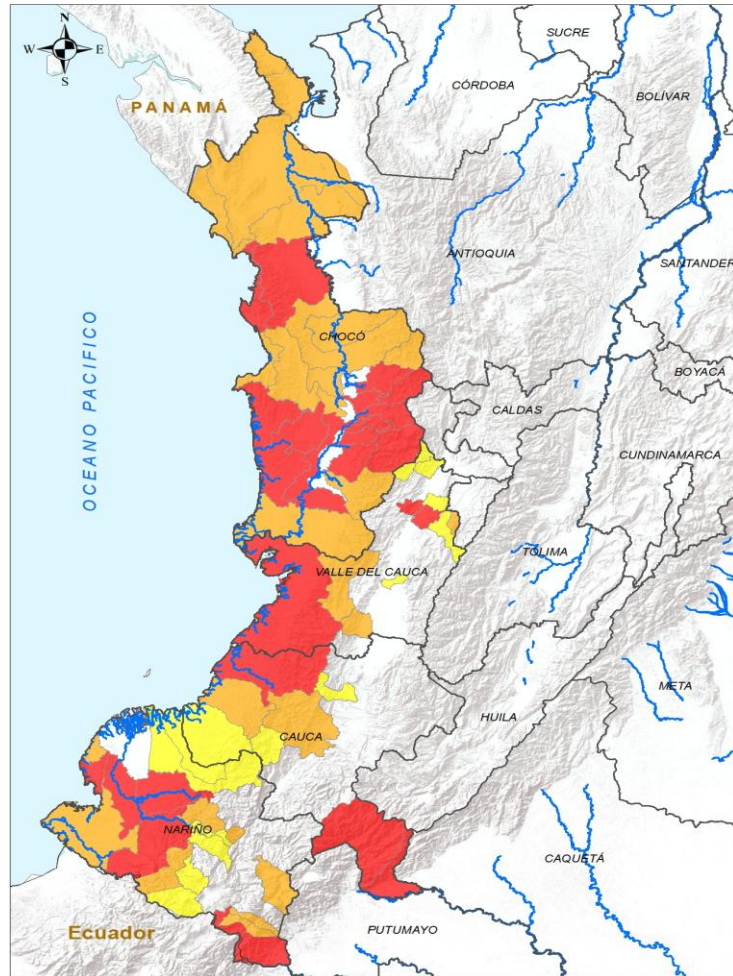 N
W E
S
SUCRE
CÓRDOBA
BOLÍVAR
PANAMÁ
ANTIOQUIA
SANTANDER
CHOCÓ
BOYACÁ
CALDAS
CUNDINAMARCA
OCEANO PACIFICO
TOLIMA
VALLE DEL CAUCA
META
HUILA
CAUCA
NARIÑO
CAQUETÁ
Ecuador
PUTUMAYO